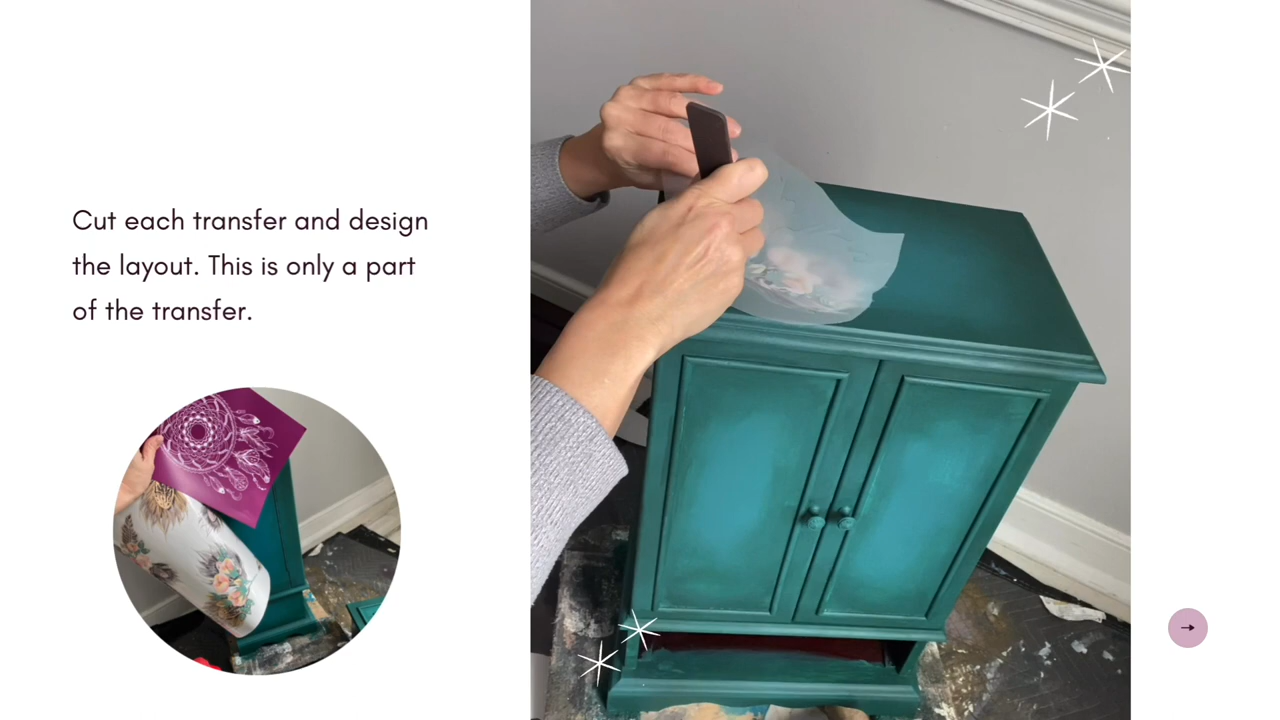 Cut each transfer and design
the layout. This is only a part
of the transfer.